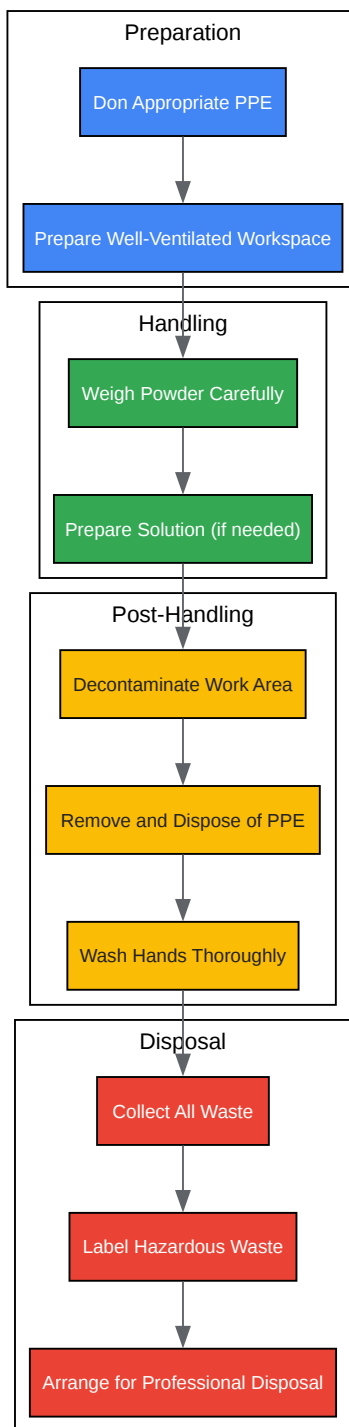 Preparation
Don Appropriate PPE
Prepare Well-Ventilated Workspace
Handling
Weigh Powder Carefully
Prepare Solution (if needed)
Post-Handling
Decontaminate Work Area
Remove and Dispose of PPE
Wash Hands Thoroughly
Disposal
Collect All Waste
Label Hazardous Waste
Arrange for Professional Disposal